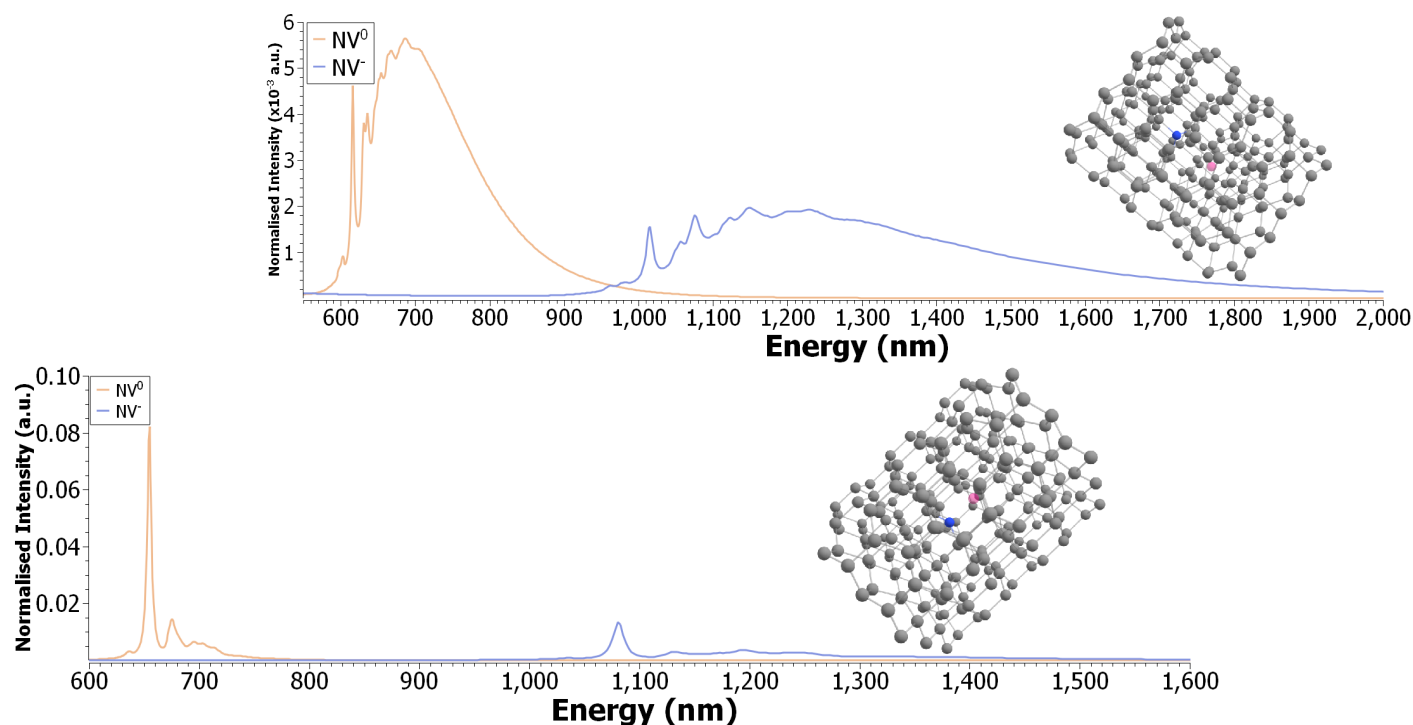 Normalised Intensity (x10⁻³ a.u.)
6
5
4
3
2
1
NV⁰
NV⁻
600 700 800 900 1,000 1,100 1,200 1,300 1,400 1,500 1,600 1,700 1,800 1,900 2,000
Energy (nm)
Normalised Intensity (a.u.)
0.10
0.08
0.06
0.04
0.02
NV⁰
NV⁻
600 700 800 900 1,000 1,100 1,200 1,300 1,400 1,500 1,600
Energy (nm)